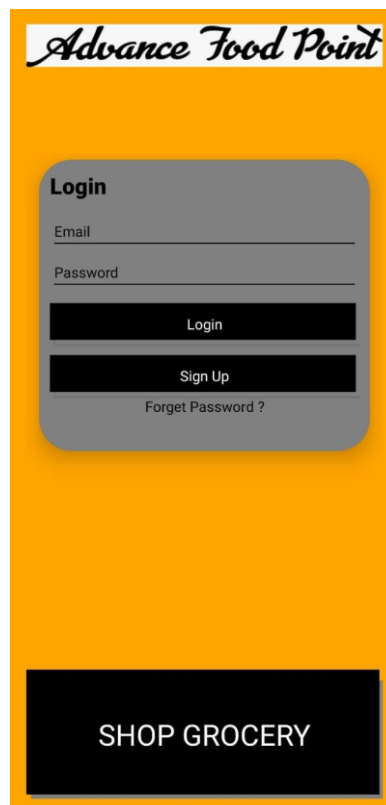 Advance Food Point
Login
Email
Password
Login
Sign Up
Forget Password ?
SHOP GROCERY